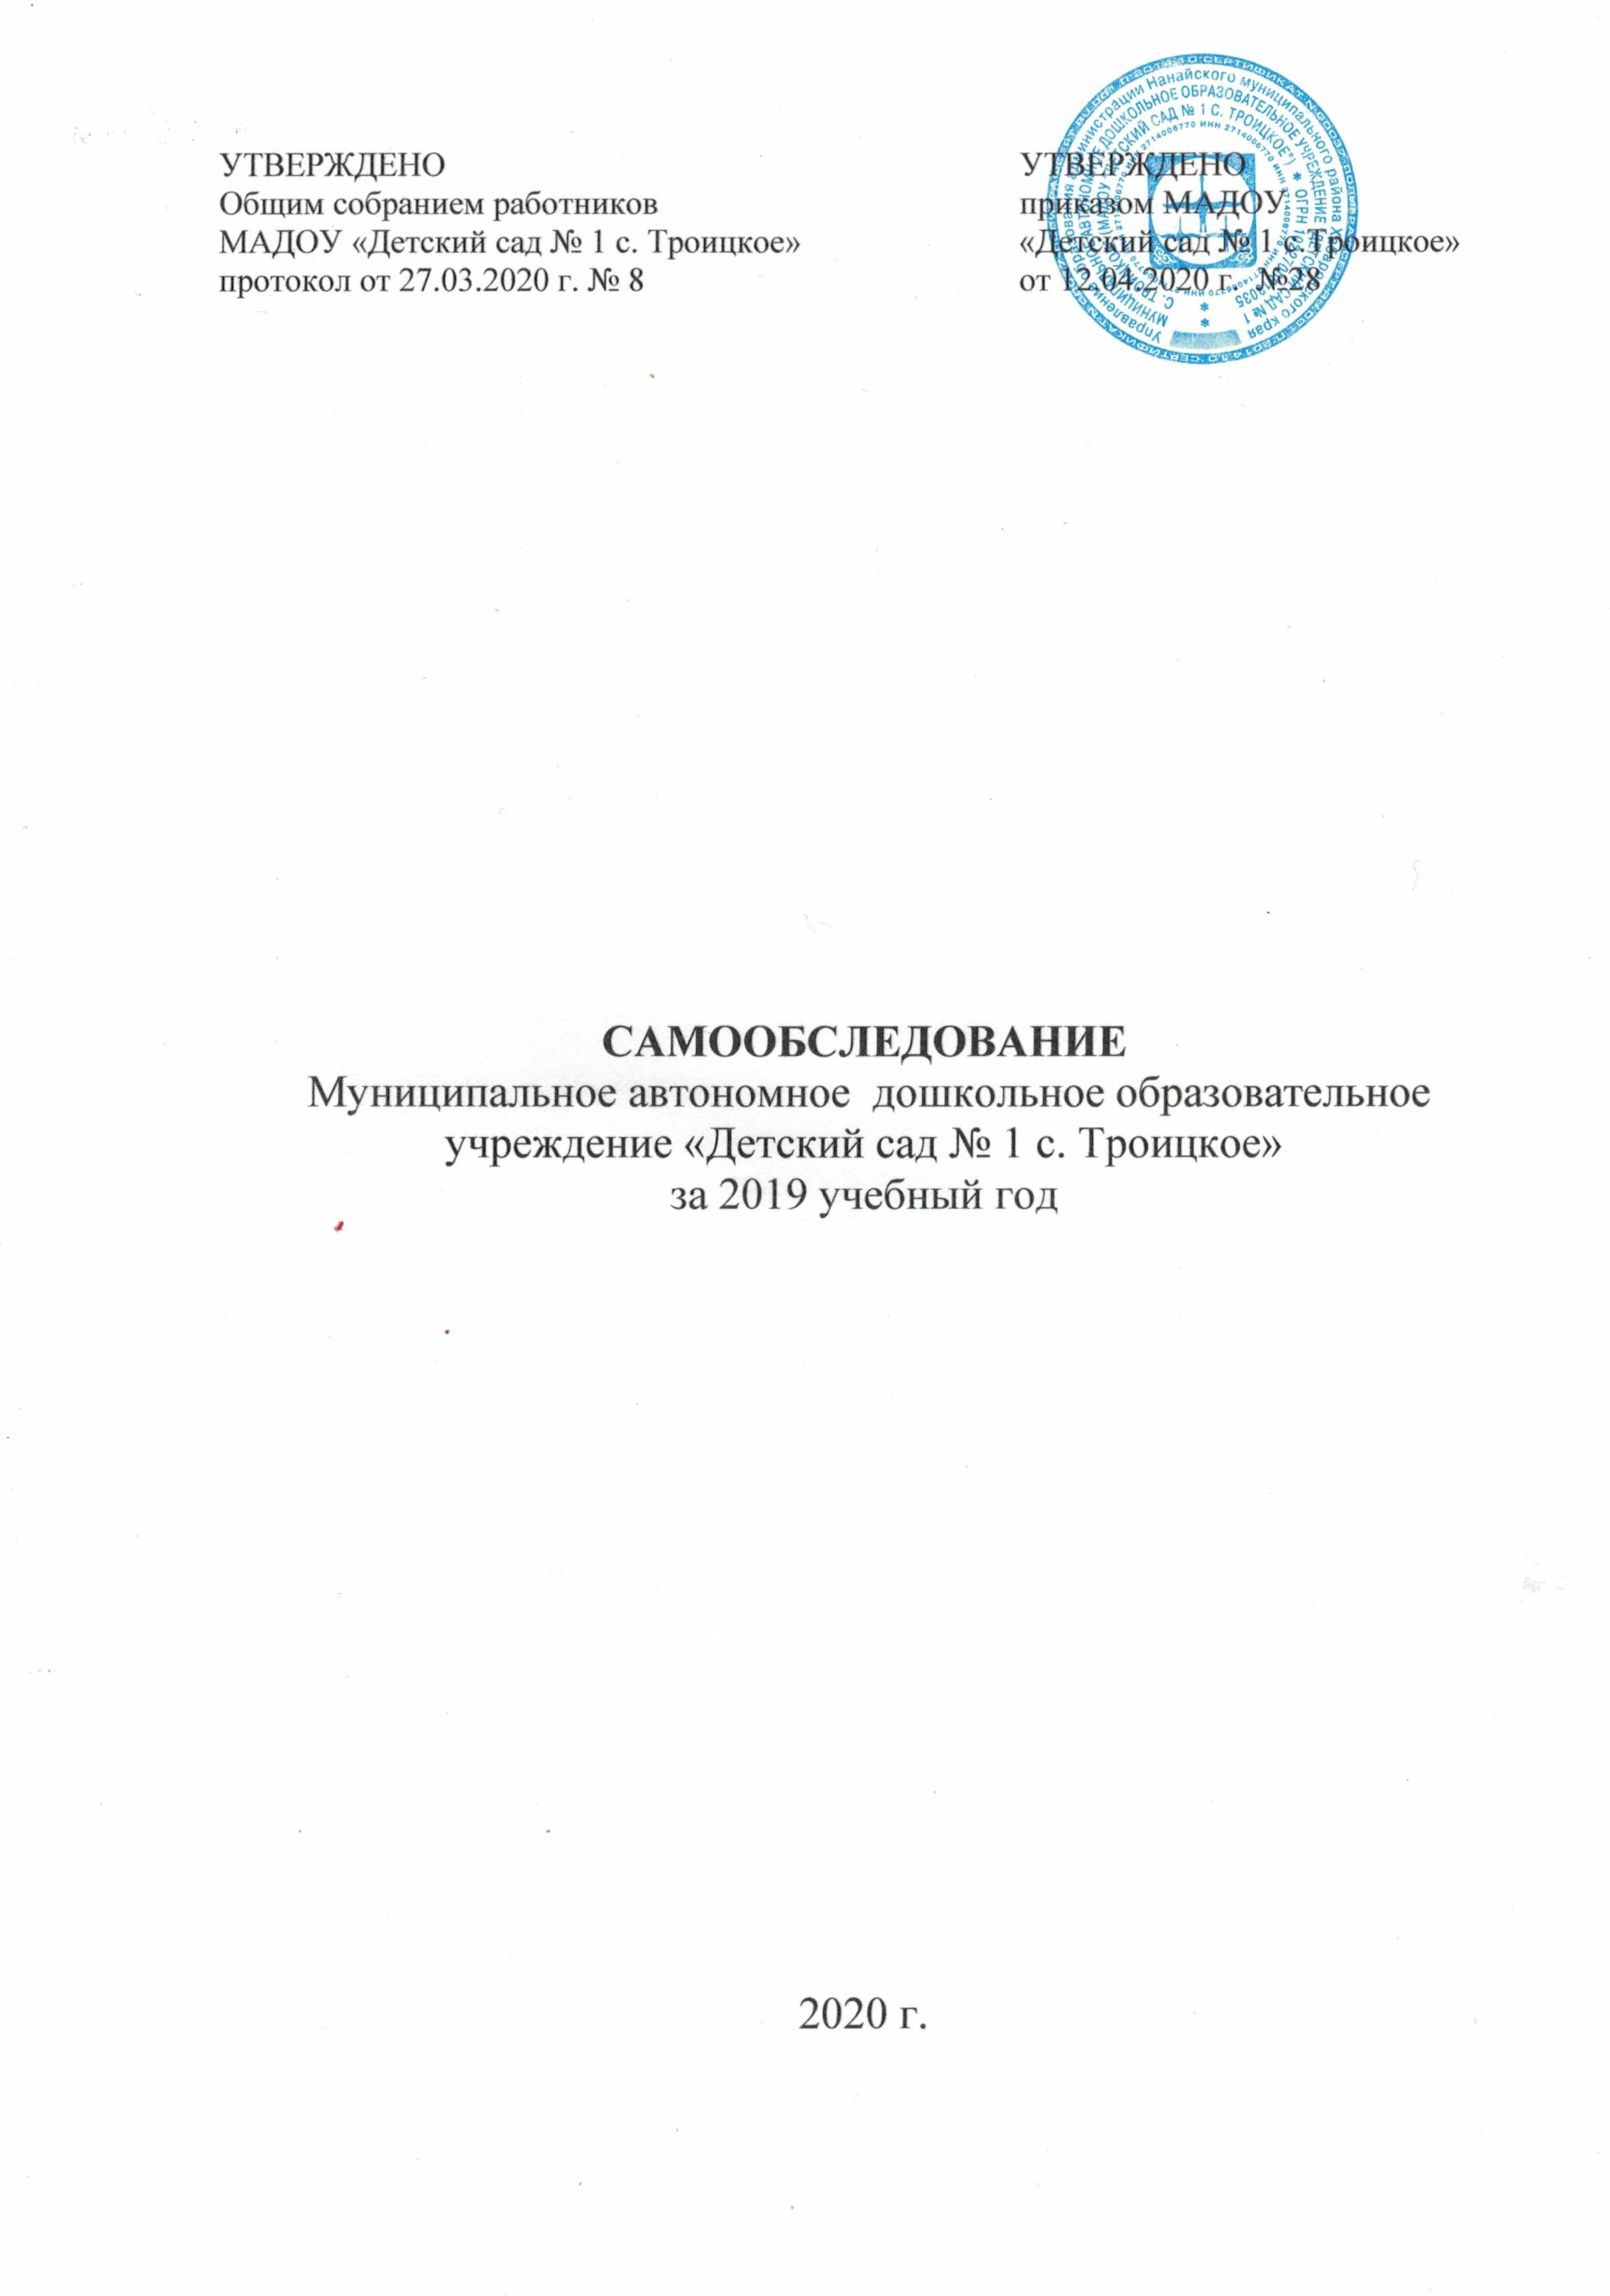 УТВЕРЖДЕНО
Общим собранием работников
МАДОУ «Детский сад № 1 с. Троицкое»
протокол от 27.03.2020 г. № 8
УТВЕРЖДЕНО
приказом МАДОУ
«Детский сад № 1 с.Троицкое»
от 12.04.2020 г. №28
САМООБСЛЕДОВАНИЕ
Муниципальное автономное дошкольное образовательное
учреждение «Детский сад № 1 с. Троицкое»
за 2019 учебный год
2020 г.